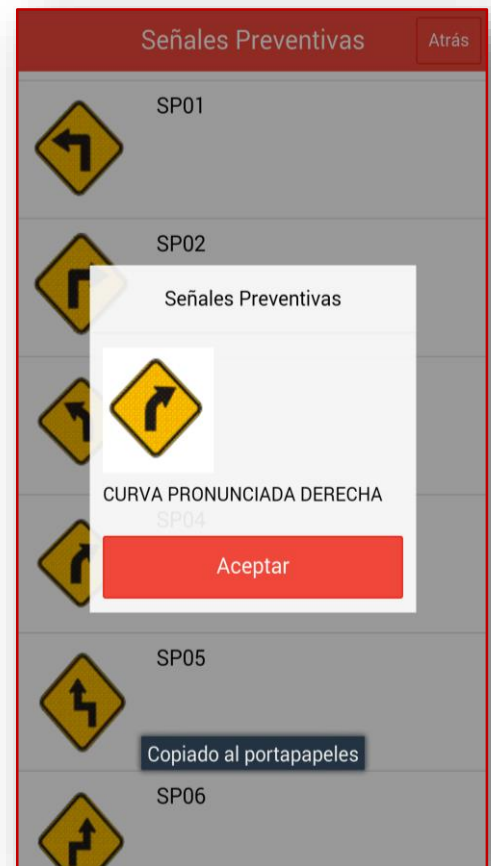 Señales Preventivas
Atrás
SP01
SP02
Señales Preventivas
CURVA PRONUNCIADA DERECHA
SP04
Aceptar
SP05
Copiado al portapapeles
SP06